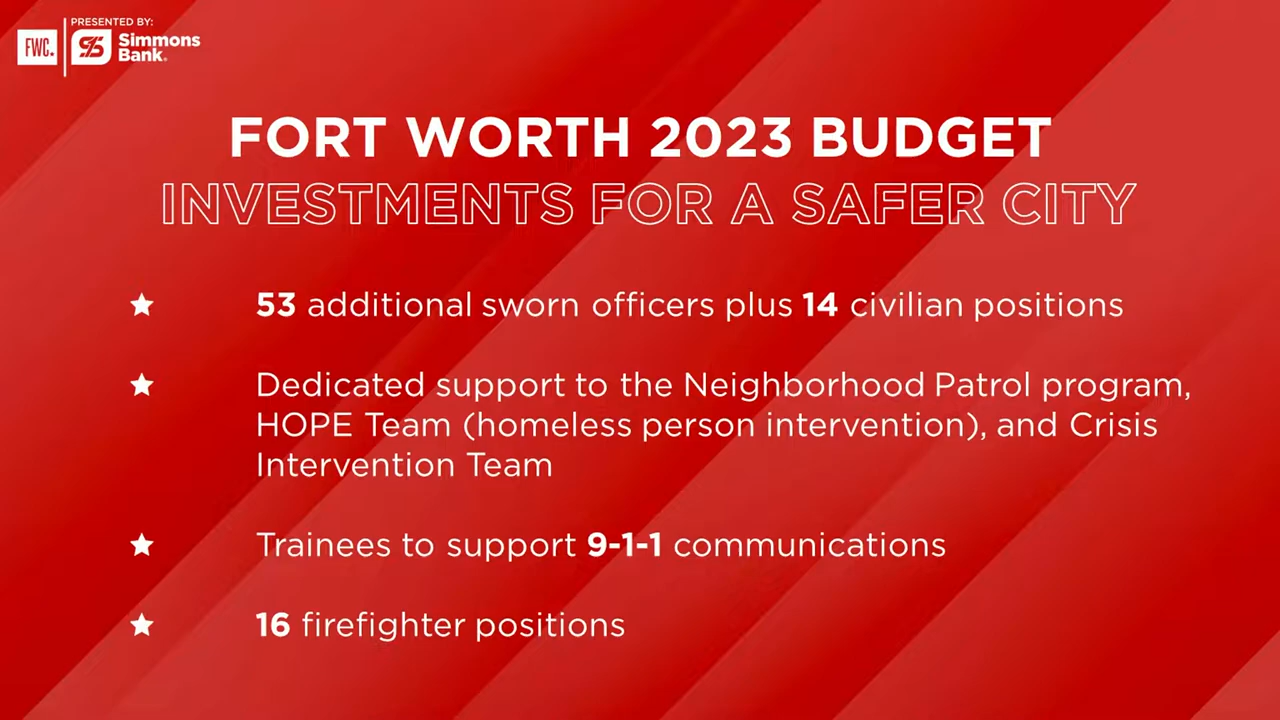 FWC.
PRESENTED BY:
Simmons
Bank®
FORT WORTH 2023 BUDGET
INVESTMENTS FOR A SAFER CITY
53 additional sworn officers plus 14 civilian positions
Dedicated support to the Neighborhood Patrol program,
HOPE Team (homeless person intervention), and Crisis
Intervention Team
Trainees to support 9-1-1 communications
16 firefighter positions